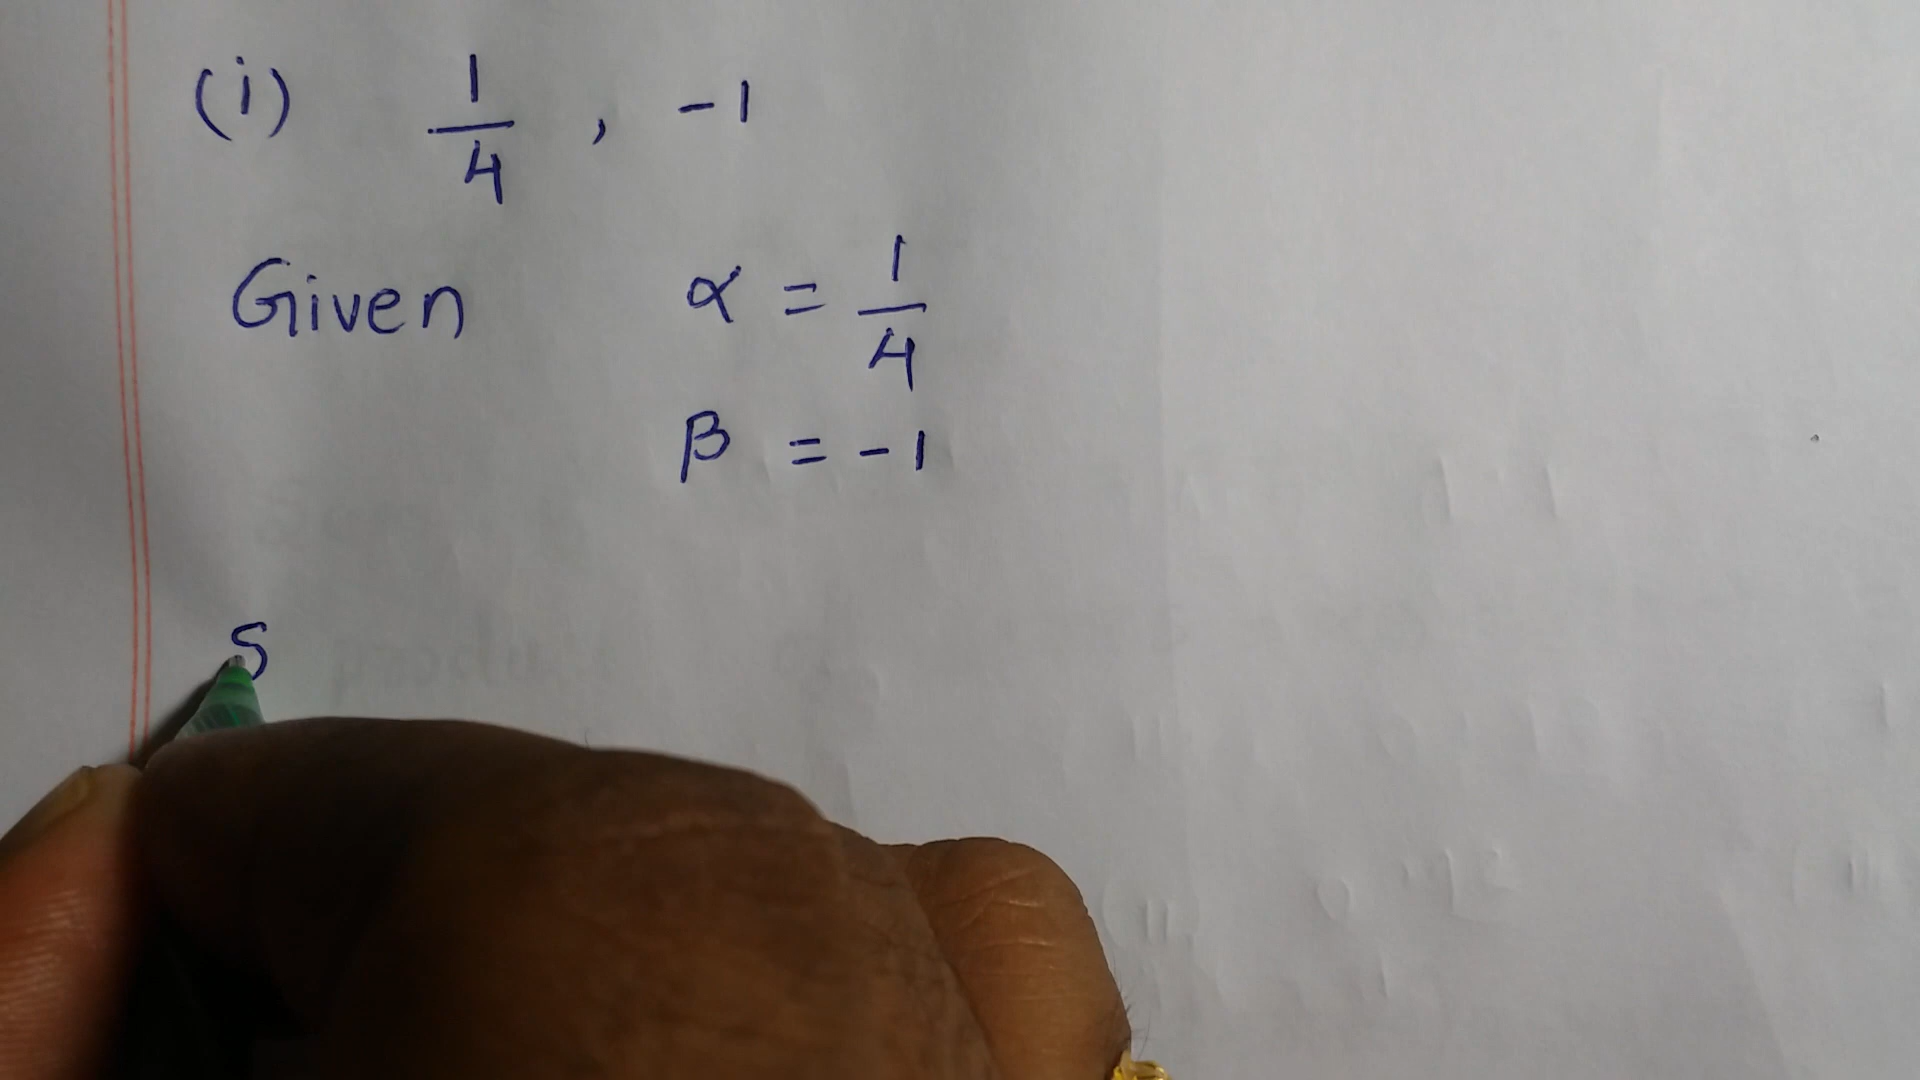 (i) 1/4 , -1
Given α = 1/4
β = -1
S